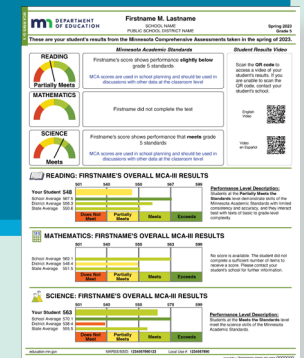 mn DEPARTMENT OF EDUCATION
Firstname M. Lastname
SCHOOL NAME
PUBLIC SCHOOL DISTRICT NAME
Spring 2023
Grade 5
These are your student's results from the Minnesota Comprehensive Assessments taken in the spring of 2023.
Minnesota Academic Standards
Student Results Video
READING
Partially Meets
Firstname's score shows performance slightly below grade
5 standards
MCA scores are used in school planning and should be used in
discussions with other data at the classroom level
Scan the QR code to
access a video of your
student's results. If you
are unable to scan the
QR code, contact your
student's school.
MATHEMATICS
Firstname did not complete the test
English
Video
SCIENCE
Meets
Firstname's score shows performance that meets grade
5 standards
MCA scores are used in school planning and should be used in
discussions with other data at the classroom level
Video
en Español
READING: FIRSTNAME'S OVERALL MCA-III RESULTS
501 540 567 599
Your Student 548
School Average
District Average
State Average
Does Not Meet
Partially Meets
Meets
Exceeds
Performance Level Description:
Students at the Partially Meets the
Standards level demonstrate skills of the
Minnesota Academic Standards with limited
consistency and accuracy, and they interact
best with texts of basic to grade-level
complexity.
MATHEMATICS: FIRSTNAME'S OVERALL MCA-III RESULTS
501 540 563 599
School Average
District Average
State Average
Does Not Meet
Partially Meets
Meets
Exceeds
No score is available. The student did not
complete a sufficient number of items to
receive a score. Please contact your
student's school for further information.
SCIENCE: FIRSTNAME'S OVERALL MCA-III RESULTS
501 540 599
Your Student 563
School Average
District Average
State Average
Does Not Meet
Partially Meets
Meets
Exceeds
Performance Level Description:
Students at the Meets the Standards level
meet the science skills of the Minnesota
Academic Standards.
education.mn.gov